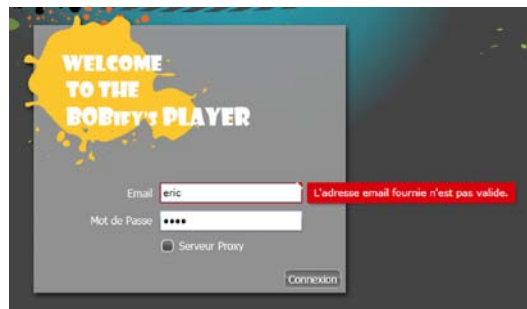 WELCOME
TO THE
BOBIFY'S PLAYER
Email eric L'adresse email fournie n'est pas valide.
Mot de Passe ••••
Serveur Proxy
Connexion